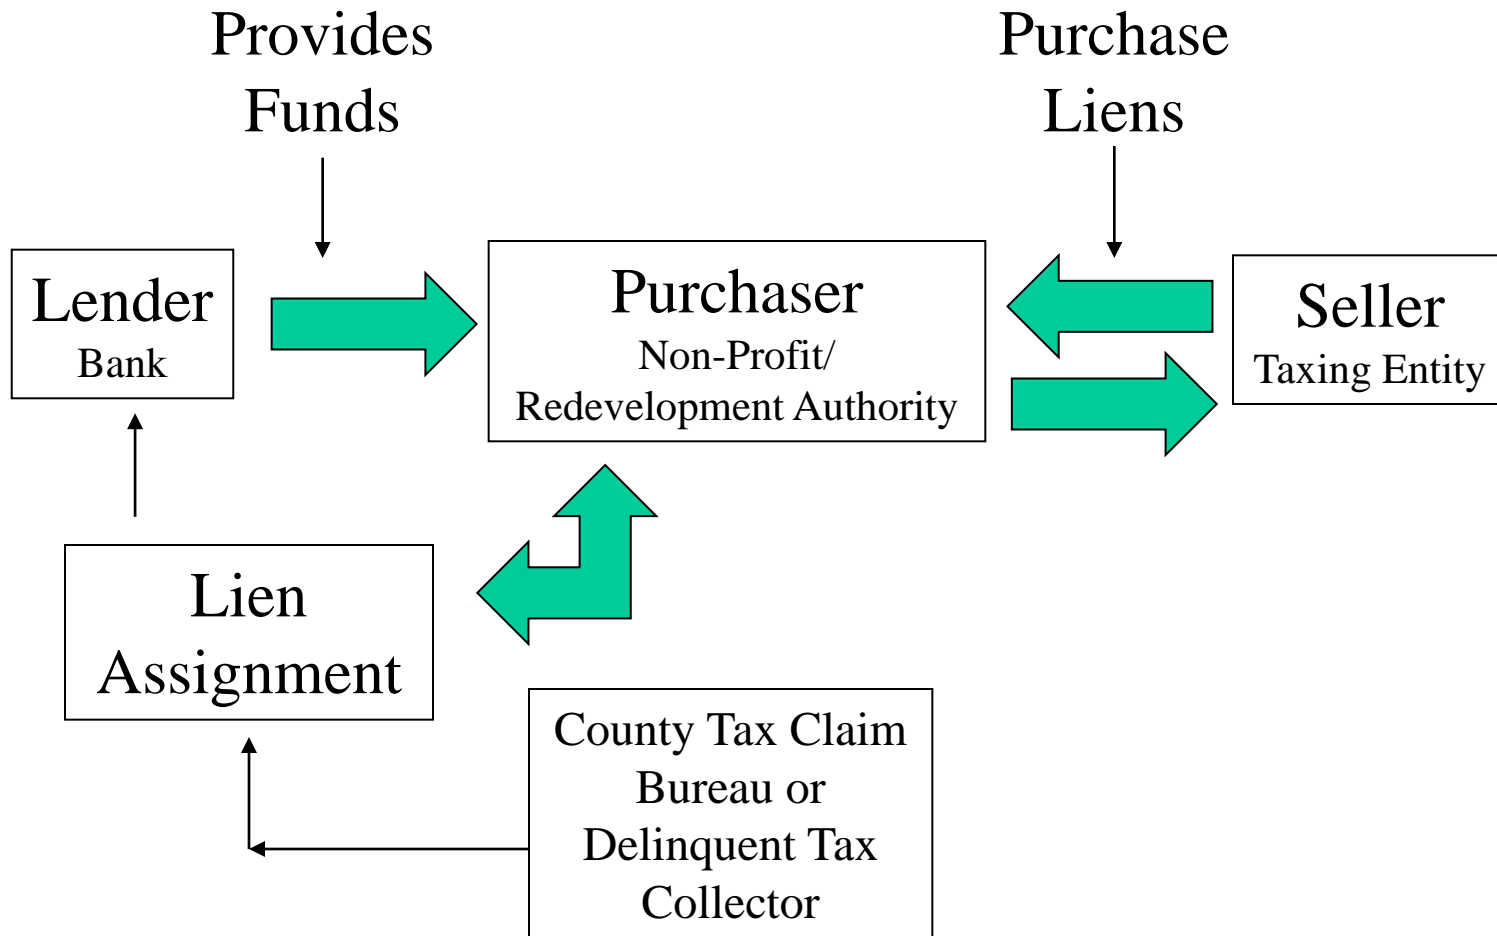 Provides
Funds
Purchase
Liens
Lender
Bank
Purchaser
Non-Profit/
Redevelopment Authority
Seller
Taxing Entity
Lien
Assignment
County Tax Claim
Bureau or
Delinquent Tax
Collector